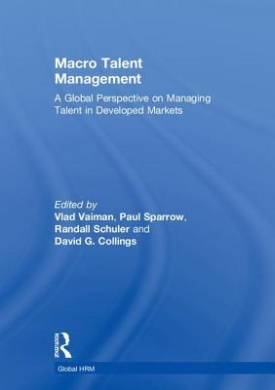 Macro Talent
Management
A Global Perspective on Managing
Talent in Developed Markets
Edited by
Vlad Vaiman, Paul Sparrow,
Randall Schuler and
David G. Collings
Routledge
Global HRM